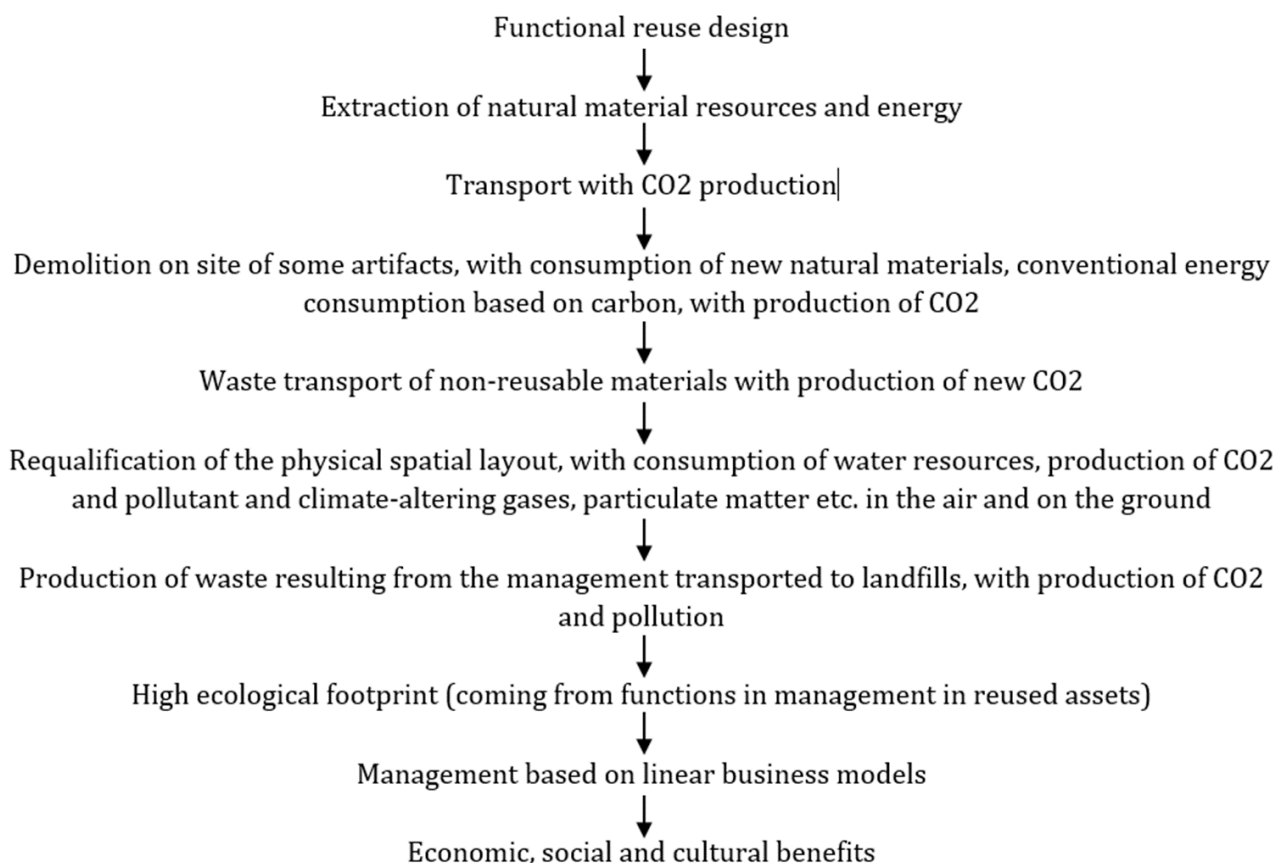 Functional reuse design
Extraction of natural material resources and energy
Transport with CO2 production
Demolition on site of some artifacts, with consumption of new natural materials, conventional energy
consumption based on carbon, with production of CO2
Waste transport of non-reusable materials with production of new CO2
Requalification of the physical spatial layout, with consumption of water resources, production of CO2
and pollutant and climate-altering gases, particulate matter etc. in the air and on the ground
Production of waste resulting from the management transported to landfills, with production of CO2
and pollution
High ecological footprint (coming from functions in management in reused assets)
Management based on linear business models
Economic, social and cultural benefits